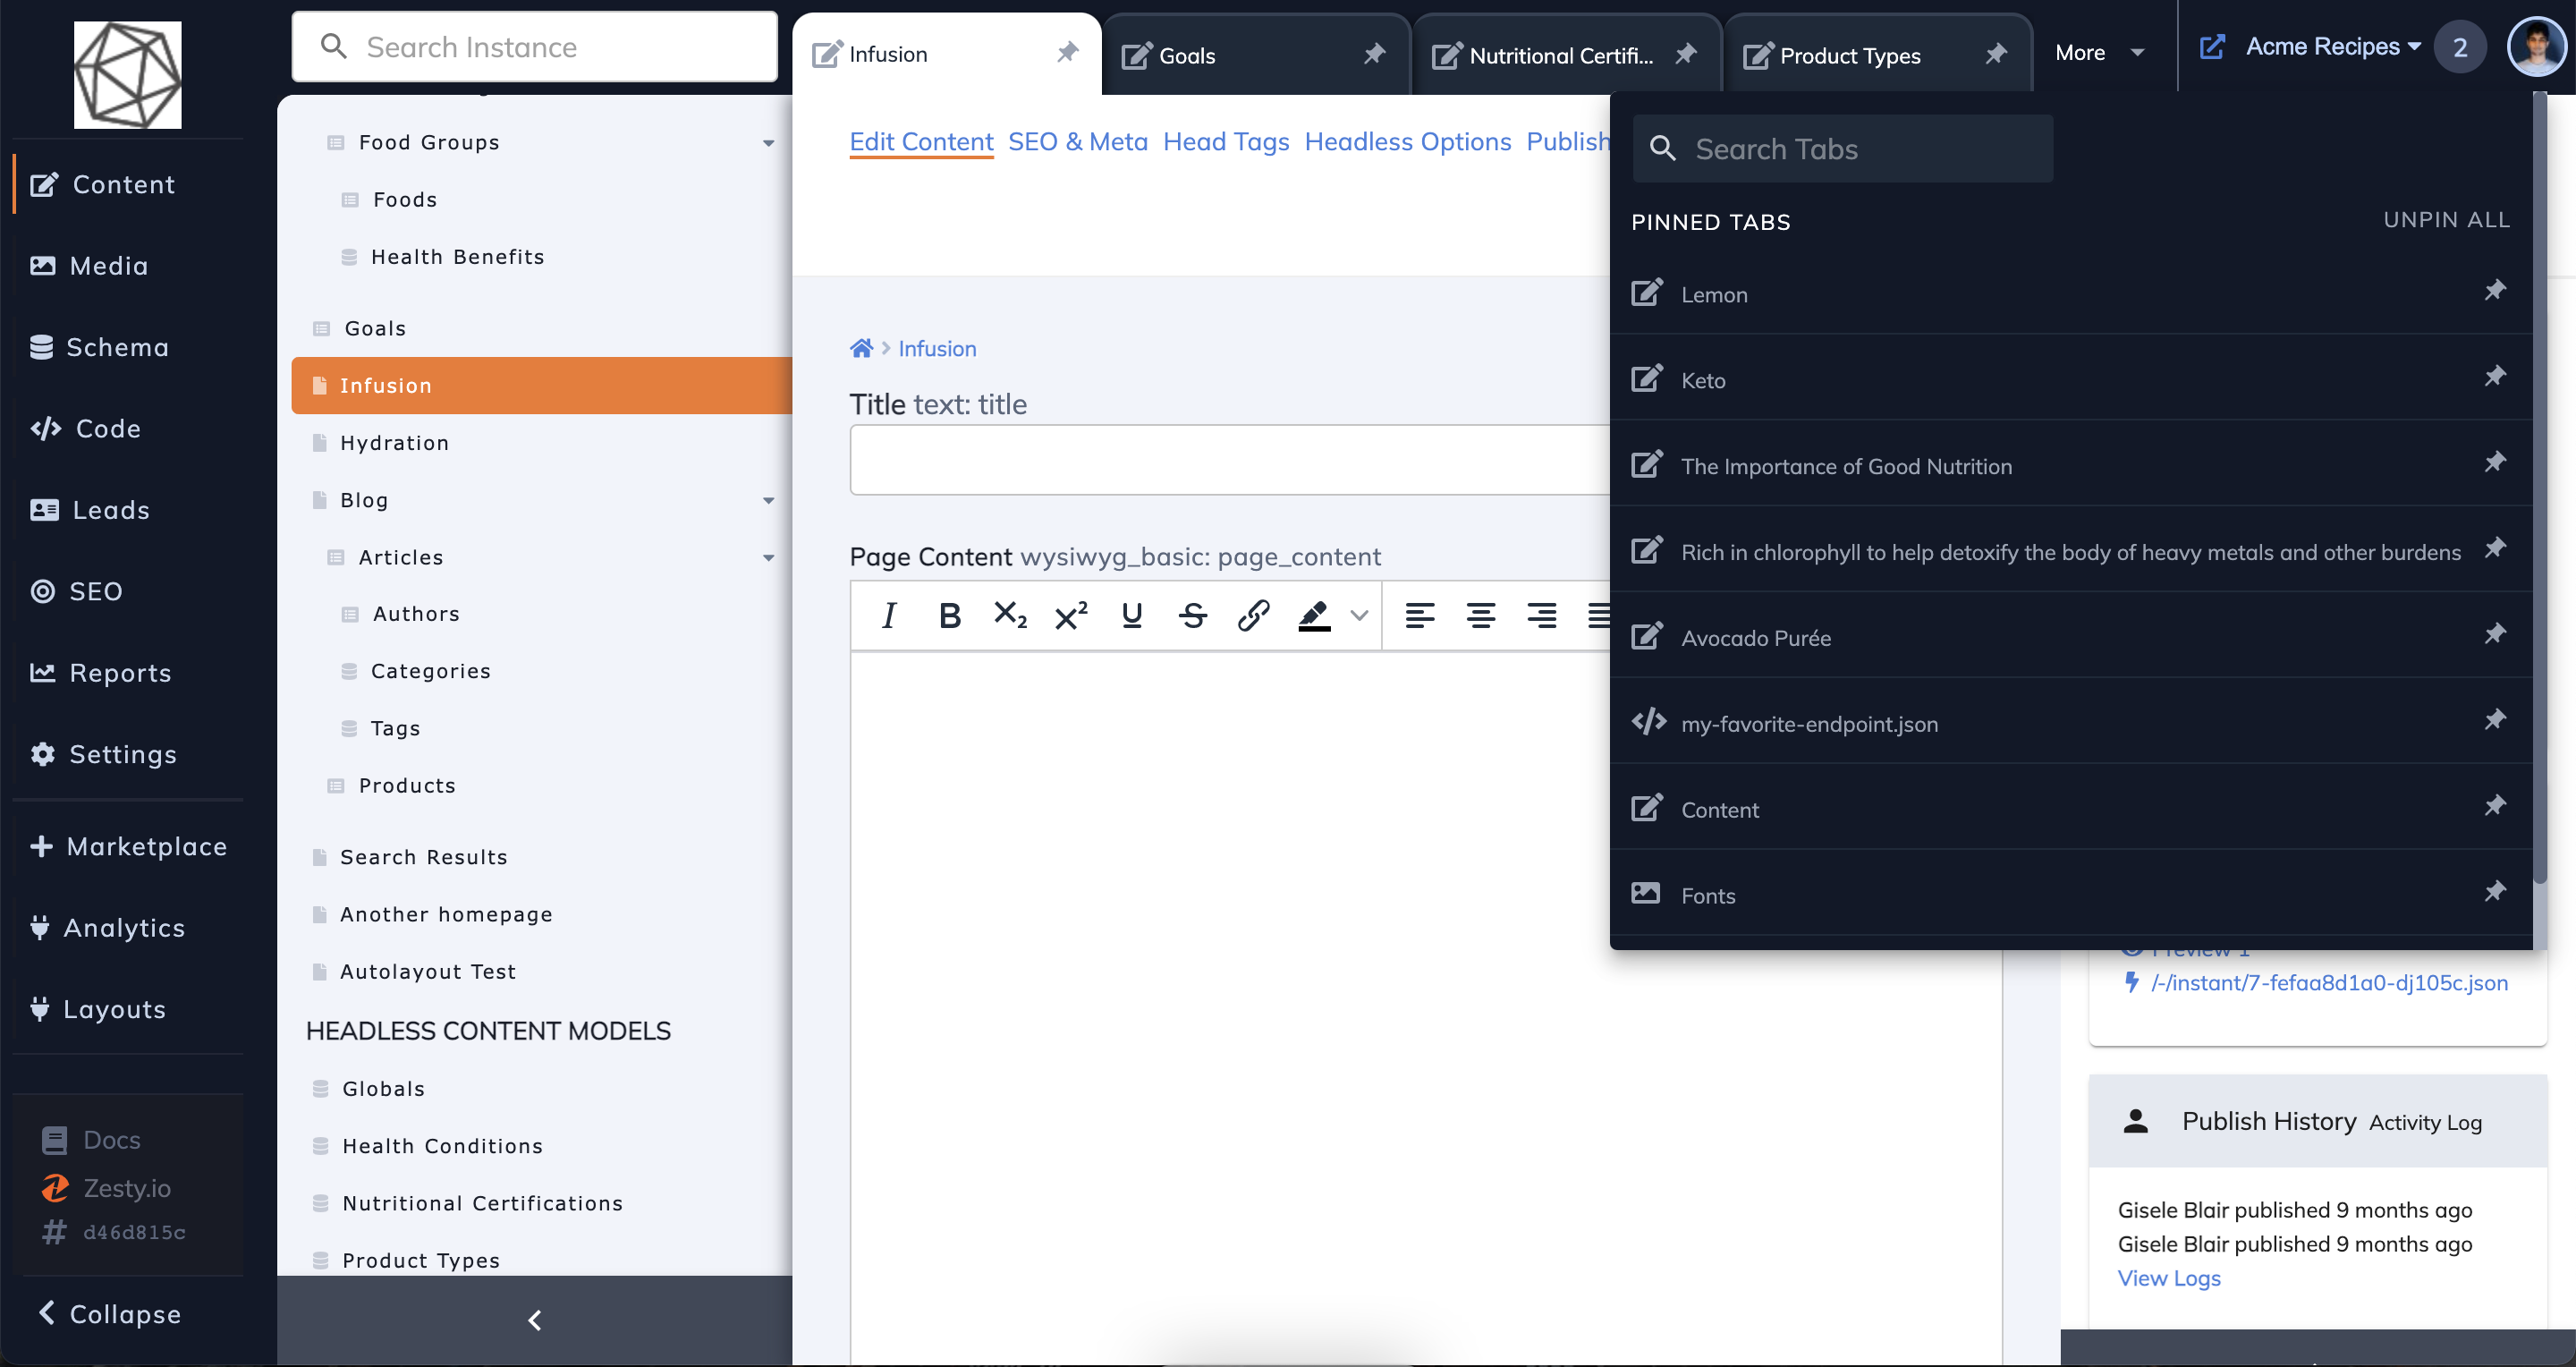 Search Instance
Infusion
Goals
Nutritional Certifi...
Product Types
More
Acme Recipes
2
Content
Media
Schema
Code
Leads
SEO
Reports
Settings
Marketplace
Analytics
Layouts
Docs
Zesty.io
d46d815c
Collapse
Food Groups
Foods
Health Benefits
Goals
Infusion
Hydration
Blog
Articles
Authors
Categories
Tags
Products
Search Results
Another homepage
Autolayout Test
HEADLESS CONTENT MODELS
Globals
Health Conditions
Nutritional Certifications
Product Types
Edit Content SEO & Meta Head Tags Headless Options Publish
Infusion
Title text: title
Page Content wysiwyg_basic: page_content
Search Tabs
PINNED TABS
UNPIN ALL
Lemon
Keto
The Importance of Good Nutrition
Rich in chlorophyll to help detoxify the body of heavy metals and other burdens
Avocado Purée
my-favorite-endpoint.json
Content
Fonts
Preview 1
/-/instant/7-fefaa8d1a0-dj105c.json
Publish History Activity Log
Gisele Blair published 9 months ago
Gisele Blair published 9 months ago
View Logs